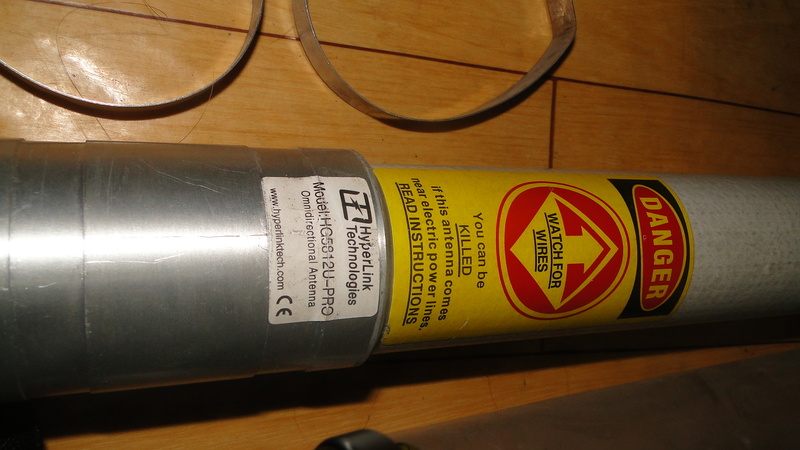 HyperLink
Technologies
Model:HG5812U-PRO
Omnidirectional Antenna
www.hyperlinktech.com CE
DANGER
WATCH FOR
WIRES
You can be
KILLED
if this antenna comes
near electric power lines.
READ INSTRUCTIONS